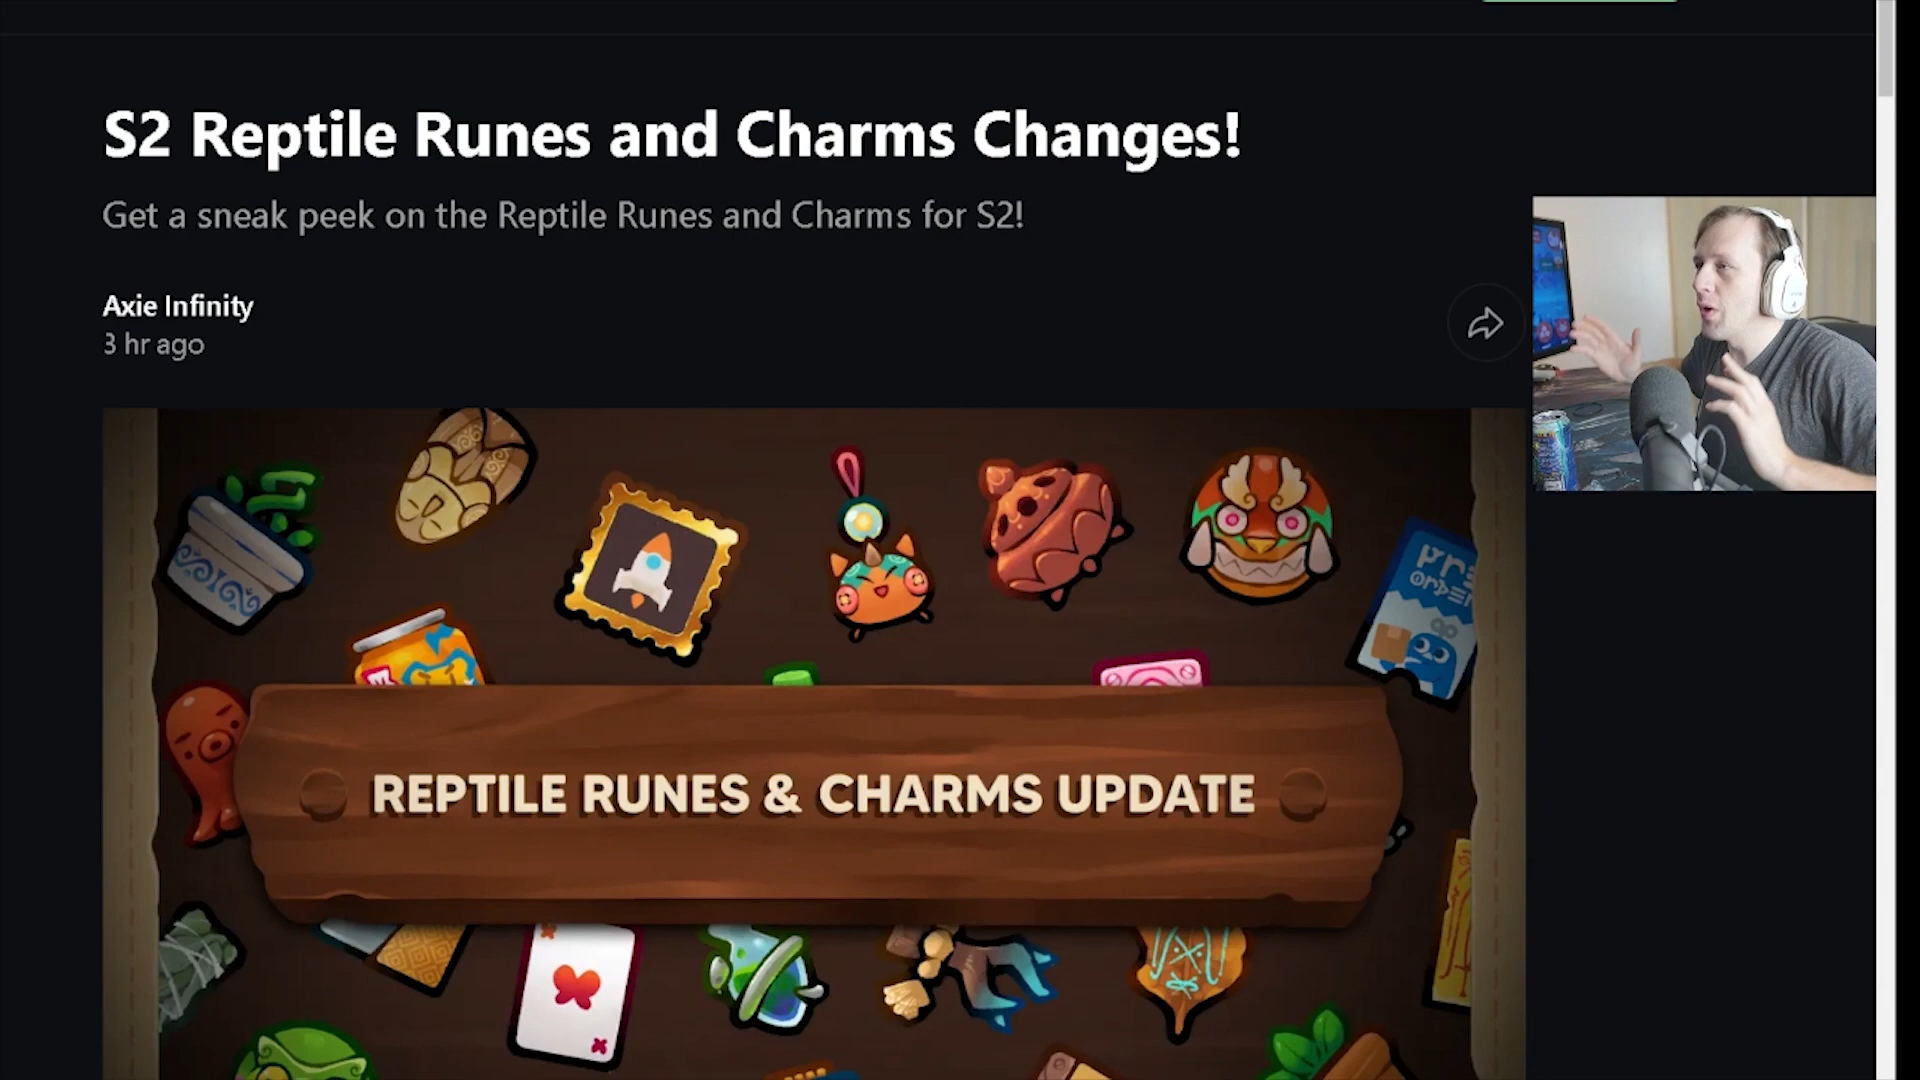 S2 Reptile Runes and Charms Changes!
Get a sneak peek on the Reptile Runes and Charms for S2!
Axie Infinity
3 hr ago
REPTILE RUNES & CHARMS UPDATE